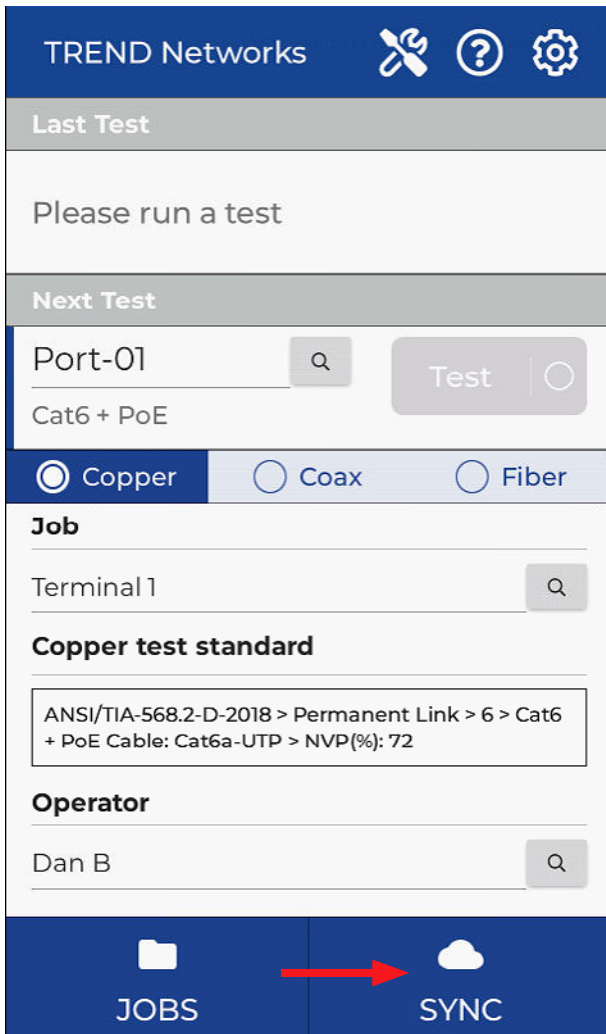 TREND Networks
Last Test
Please run a test
Next Test
Port-01
Test
Cat6 + PoE
Copper
Coax
Fiber
Job
Terminal 1
Copper test standard
ANSI/TIA-568.2-D-2018 > Permanent Link > 6 > Cat6
+ PoE Cable: Cat6a-UTP > NVP(%): 72
Operator
Dan B
JOBS
SYNC